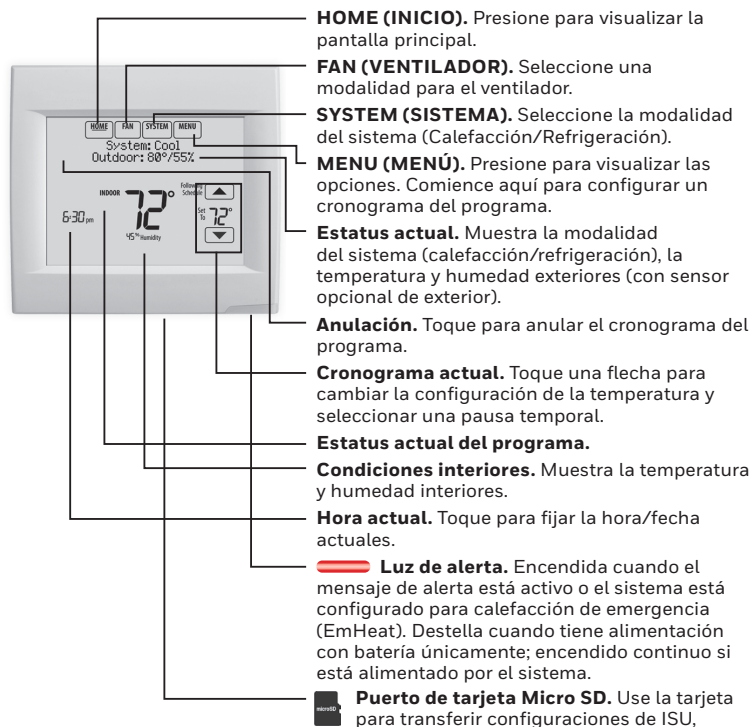 HOME (INICIO). Presione para visualizar la
pantalla principal.
FAN (VENTILADOR). Seleccione una
modalidad para el ventilador.
SYSTEM (SISTEMA). Seleccione la modalidad
del sistema (Calefacción/Refrigeración).
MENU (MENÚ). Presione para visualizar las
opciones. Comience aquí para configurar un
cronograma del programa.
Estatus actual. Muestra la modalidad
del sistema (calefacción/refrigeración), la
temperatura y humedad exteriores (con sensor
opcional de exterior).
Anulación. Toque para anular el cronograma del
programa.
Cronograma actual. Toque una flecha para
cambiar la configuración de la temperatura y
seleccionar una pausa temporal.
Estatus actual del programa.
Condiciones interiores. Muestra la temperatura
y humedad interiores.
Hora actual. Toque para fijar la hora/fecha
actuales.
Luz de alerta. Encendida cuando el
mensaje de alerta está activo o el sistema está
configurado para calefacción de emergencia
(EmHeat). Destella cuando tiene alimentación
con batería únicamente; encendido continuo si
está alimentado por el sistema.
microSD
Puerto de tarjeta Micro SD. Use la tarjeta
para transferir configuraciones de ISU,
HOME FAN SYSTEM MENU
System: Cool
Outdoor: 80°/55%
INDOOR 72°
Following
Schedule
Set
To 72°
6:30 pm
45% Humidity